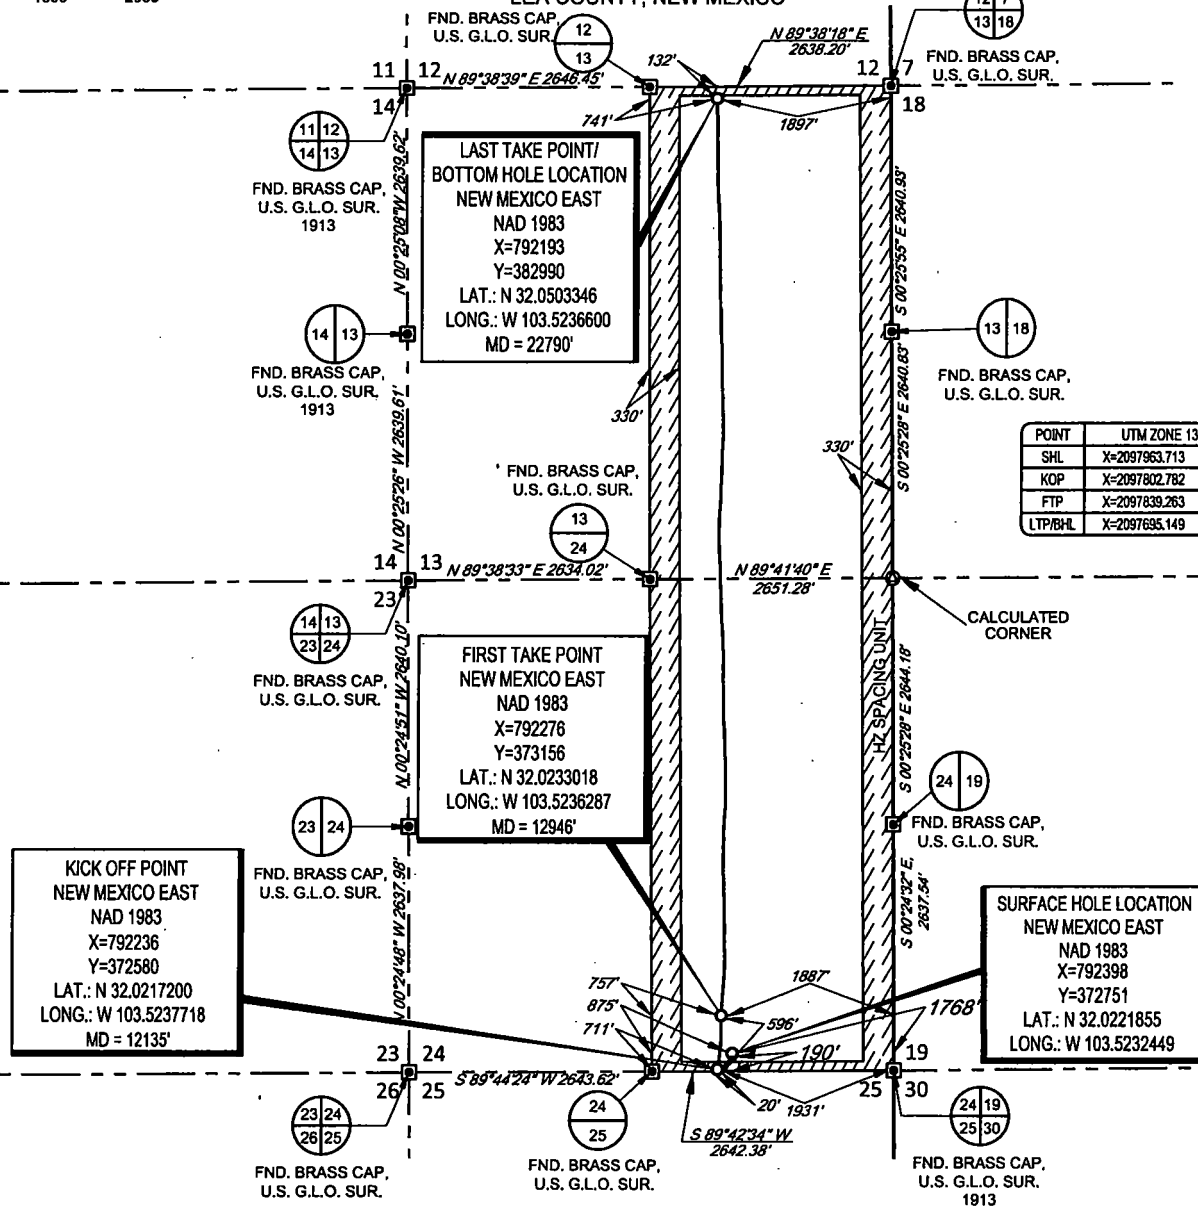 LEA COUNTY, NEW MEXICO
FND. BRASS CAP,
U.S. G.L.O. SUR.
12
13
N 89°38'18" E
2638.20'
13 18
FND. BRASS CAP,
U.S. G.L.O. SUR.
11 12
14
N 89°38'39" E 2646.45'
132'
12 7
18
741'
1897'
11 12
14 13
FND. BRASS CAP,
U.S. G.L.O. SUR.
1913
N 00°25'08" W 2639.62'
LAST TAKE POINT/
BOTTOM HOLE LOCATION
NEW MEXICO EAST
NAD 1983
X=792193
Y=382990
LAT.: N 32.0503346
LONG.: W 103.5236600
MD = 22790'
S 00°25'55" E 2640.93'
14 13
FND. BRASS CAP,
U.S. G.L.O. SUR.
1913
13 18
FND. BRASS CAP,
U.S. G.L.O. SUR.
330'
330'
N 00°25'26" W 2639.61'
S 00°25'28" E 2640.83'
POINT UTM ZONE 13
SHL X=2097963.713
KOP X=2097802.782
FTP X=2097839.263
LTP/BHL X=2097695.149
FND. BRASS CAP,
U.S. G.L.O. SUR.
13
24
14 13
23
N 89°38'33" E 2634.02'
N 89°41'40" E
2651.28'
CALCULATED
CORNER
14 13
23 24
FND. BRASS CAP,
U.S. G.L.O. SUR.
N 00°24'51" W 2640.10'
FIRST TAKE POINT
NEW MEXICO EAST
NAD 1983
X=792276
Y=373156
LAT.: N 32.0233018
LONG.: W 103.5236287
MD = 12946'
HZ SPACING UNIT
S 00°25'28" E 2644.18'
24 19
FND. BRASS CAP,
U.S. G.L.O. SUR.
23 24
FND. BRASS CAP,
U.S. G.L.O. SUR.
N 00°24'48" W 2637.98'
S 00°24'32" E,
2637.54'
KICK OFF POINT
NEW MEXICO EAST
NAD 1983
X=792236
Y=372580
LAT.: N 32.0217200
LONG.: W 103.5237718
MD = 12135'
SURFACE HOLE LOCATION
NEW MEXICO EAST
NAD 1983
X=792398
Y=372751
LAT.: N 32.0221855
LONG.: W 103.5232449
757'
1887'
875'
596'
1768'
711'
190'
23 24
26 25
S 89°44'24" W 2643.62'
20'
1931'
19
25 30
23 24
26 25
FND. BRASS CAP,
U.S. G.L.O. SUR.
24
25
FND. BRASS CAP,
U.S. G.L.O. SUR.
S 89°42'34" W
2642.38'
24 19
25 30
FND. BRASS CAP,
U.S. G.L.O. SUR.
1913